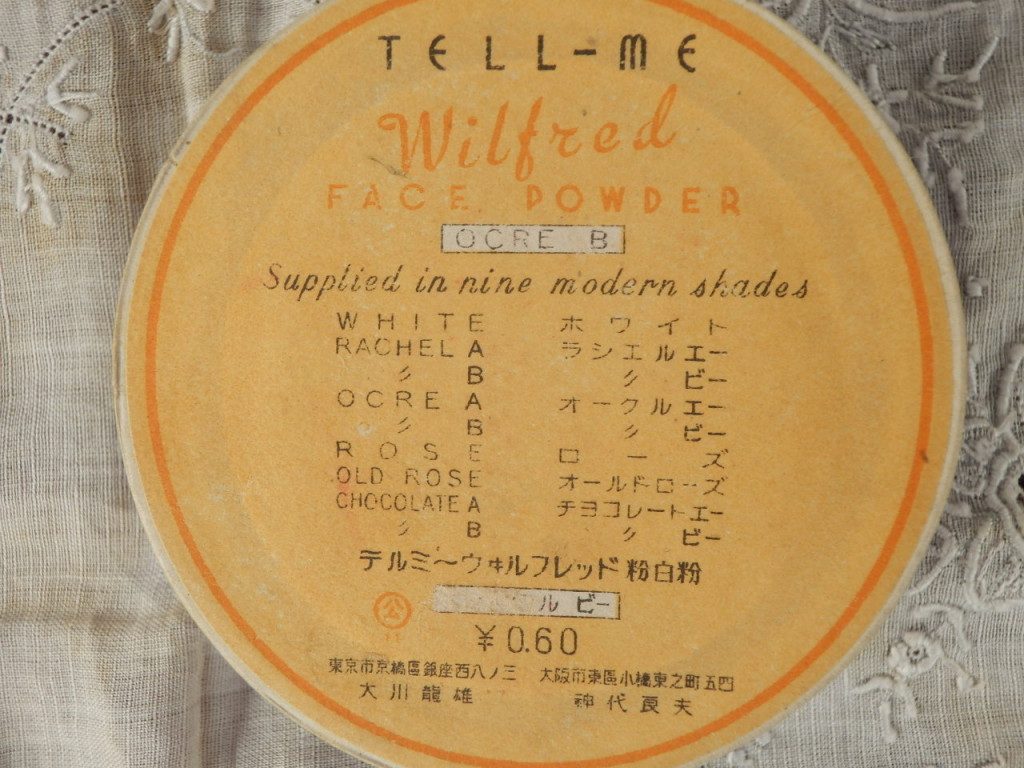 TELL-ME
Wilfred
FACE POWDER
OCRE B
Supplied in nine modern shades
WHITE ホワイト
RACHEL A ラシエルエー
〃 B 〃 ビー
OCRE A オークルエー
〃 B 〃 ビー
ROSE ローズ
OLD ROSE オールドローズ
CHOCOLATE A チヨコレートエー
〃 B 〃 ビー
テルミ〜ウヰルフレッド粉白粉
ル ビー
公
¥0.60
東京市京橋區銀座西八ノ三 大阪市東區小橋東之町五四
大川龍雄 神代良夫